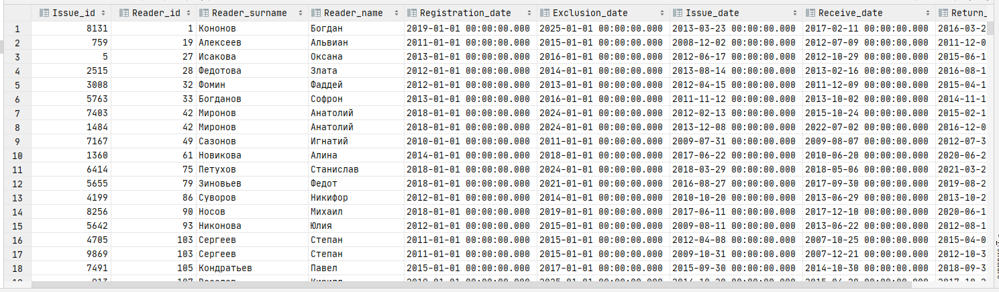 Issue_id Reader_id Reader_surname Reader_name Registration_date Exclusion_date Issue_date Receive_date Return_
1 8131 1 Кононов Богдан 2019-01-01 00:00:00.000 2025-01-01 00:00:00.000 2013-03-23 00:00:00.000 2017-02-11 00:00:00.000 2016-03-2
2 759 19 Алексеев Альвиан 2011-01-01 00:00:00.000 2015-01-01 00:00:00.000 2008-12-02 00:00:00.000 2012-07-09 00:00:00.000 2011-12-0
3 5 27 Исакова Оксана 2013-01-01 00:00:00.000 2016-01-01 00:00:00.000 2012-06-17 00:00:00.000 2012-10-29 00:00:00.000 2015-06-1
4 2515 28 Федотова Злата 2012-01-01 00:00:00.000 2014-01-01 00:00:00.000 2013-08-14 00:00:00.000 2013-02-16 00:00:00.000 2016-08-1
5 3008 32 Фомин Фаддей 2012-01-01 00:00:00.000 2013-01-01 00:00:00.000 2012-04-15 00:00:00.000 2011-12-09 00:00:00.000 2015-04-1
6 5763 33 Богданов Софрон 2013-01-01 00:00:00.000 2016-01-01 00:00:00.000 2011-11-12 00:00:00.000 2013-10-02 00:00:00.000 2014-11-1
7 7403 42 Миронов Анатолий 2018-01-01 00:00:00.000 2024-01-01 00:00:00.000 2012-02-13 00:00:00.000 2015-10-24 00:00:00.000 2015-02-1
8 1484 42 Миронов Анатолий 2018-01-01 00:00:00.000 2024-01-01 00:00:00.000 2013-12-08 00:00:00.000 2022-07-02 00:00:00.000 2016-12-0
9 7167 49 Сазонов Игнатий 2010-01-01 00:00:00.000 2011-01-01 00:00:00.000 2009-07-31 00:00:00.000 2009-08-07 00:00:00.000 2012-07-3
10 1360 61 Новикова Алина 2014-01-01 00:00:00.000 2018-01-01 00:00:00.000 2017-06-22 00:00:00.000 2010-06-20 00:00:00.000 2020-06-2
11 6414 75 Петухов Станислав 2018-01-01 00:00:00.000 2024-01-01 00:00:00.000 2018-03-29 00:00:00.000 2018-05-06 00:00:00.000 2021-03-2
12 5655 79 Зиновьев Федот 2018-01-01 00:00:00.000 2021-01-01 00:00:00.000 2016-08-27 00:00:00.000 2017-09-30 00:00:00.000 2019-08-2
13 4199 86 Суворов Никифор 2012-01-01 00:00:00.000 2014-01-01 00:00:00.000 2010-10-20 00:00:00.000 2013-06-29 00:00:00.000 2013-10-2
14 8256 90 Носов Михаил 2018-01-01 00:00:00.000 2019-01-01 00:00:00.000 2017-06-11 00:00:00.000 2017-12-10 00:00:00.000 2020-06-1
15 5642 93 Никонова Юлия 2012-01-01 00:00:00.000 2015-01-01 00:00:00.000 2009-08-11 00:00:00.000 2013-06-22 00:00:00.000 2012-08-1
16 4705 103 Сергеев Степан 2011-01-01 00:00:00.000 2015-01-01 00:00:00.000 2012-04-08 00:00:00.000 2007-10-25 00:00:00.000 2015-04-0
17 9869 103 Сергеев Степан 2011-01-01 00:00:00.000 2015-01-01 00:00:00.000 2009-10-31 00:00:00.000 2007-12-21 00:00:00.000 2012-10-3
18 7491 105 Кондратьев Павел 2015-01-01 00:00:00.000 2017-01-01 00:00:00.000 2015-09-30 00:00:00.000 2014-10-30 00:00:00.000 2018-09-3